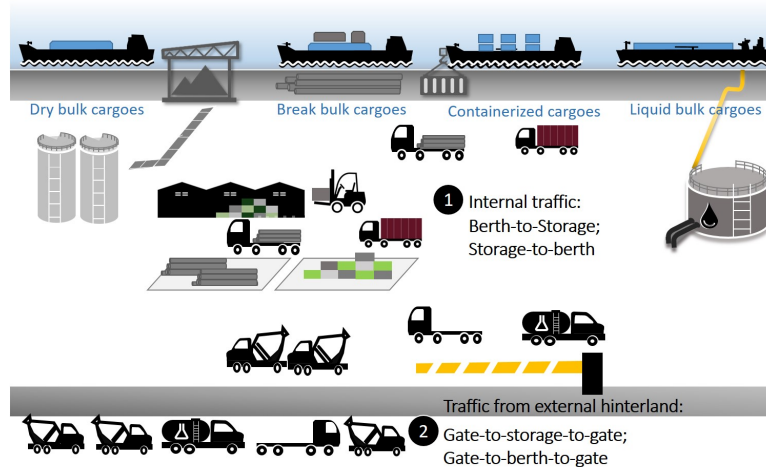 Dry bulk cargoes
Break bulk cargoes
Containerized cargoes
Liquid bulk cargoes
1 Internal traffic:
Berth-to-Storage;
Storage-to-berth
Traffic from external hinterland:
2 Gate-to-storage-to-gate;
Gate-to-berth-to-gate